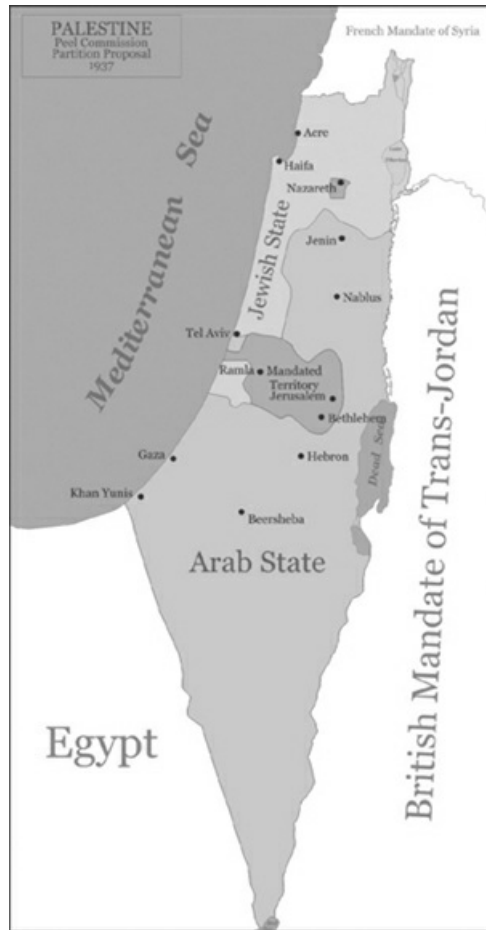 PALESTINE
Peel Commission
Partition Proposal
1937
French Mandate of Syria
Mediterranean Sea
Acre
Haifa
Nazareth
Jewish State
Jenin
Nablus
Tel Aviv
Ramla
Mandated
Territory
Jerusalem
Bethlehem
Dead Sea
Gaza
Hebron
Khan Yunis
Beersheba
Arab State
British Mandate of Trans-Jordan
Egypt